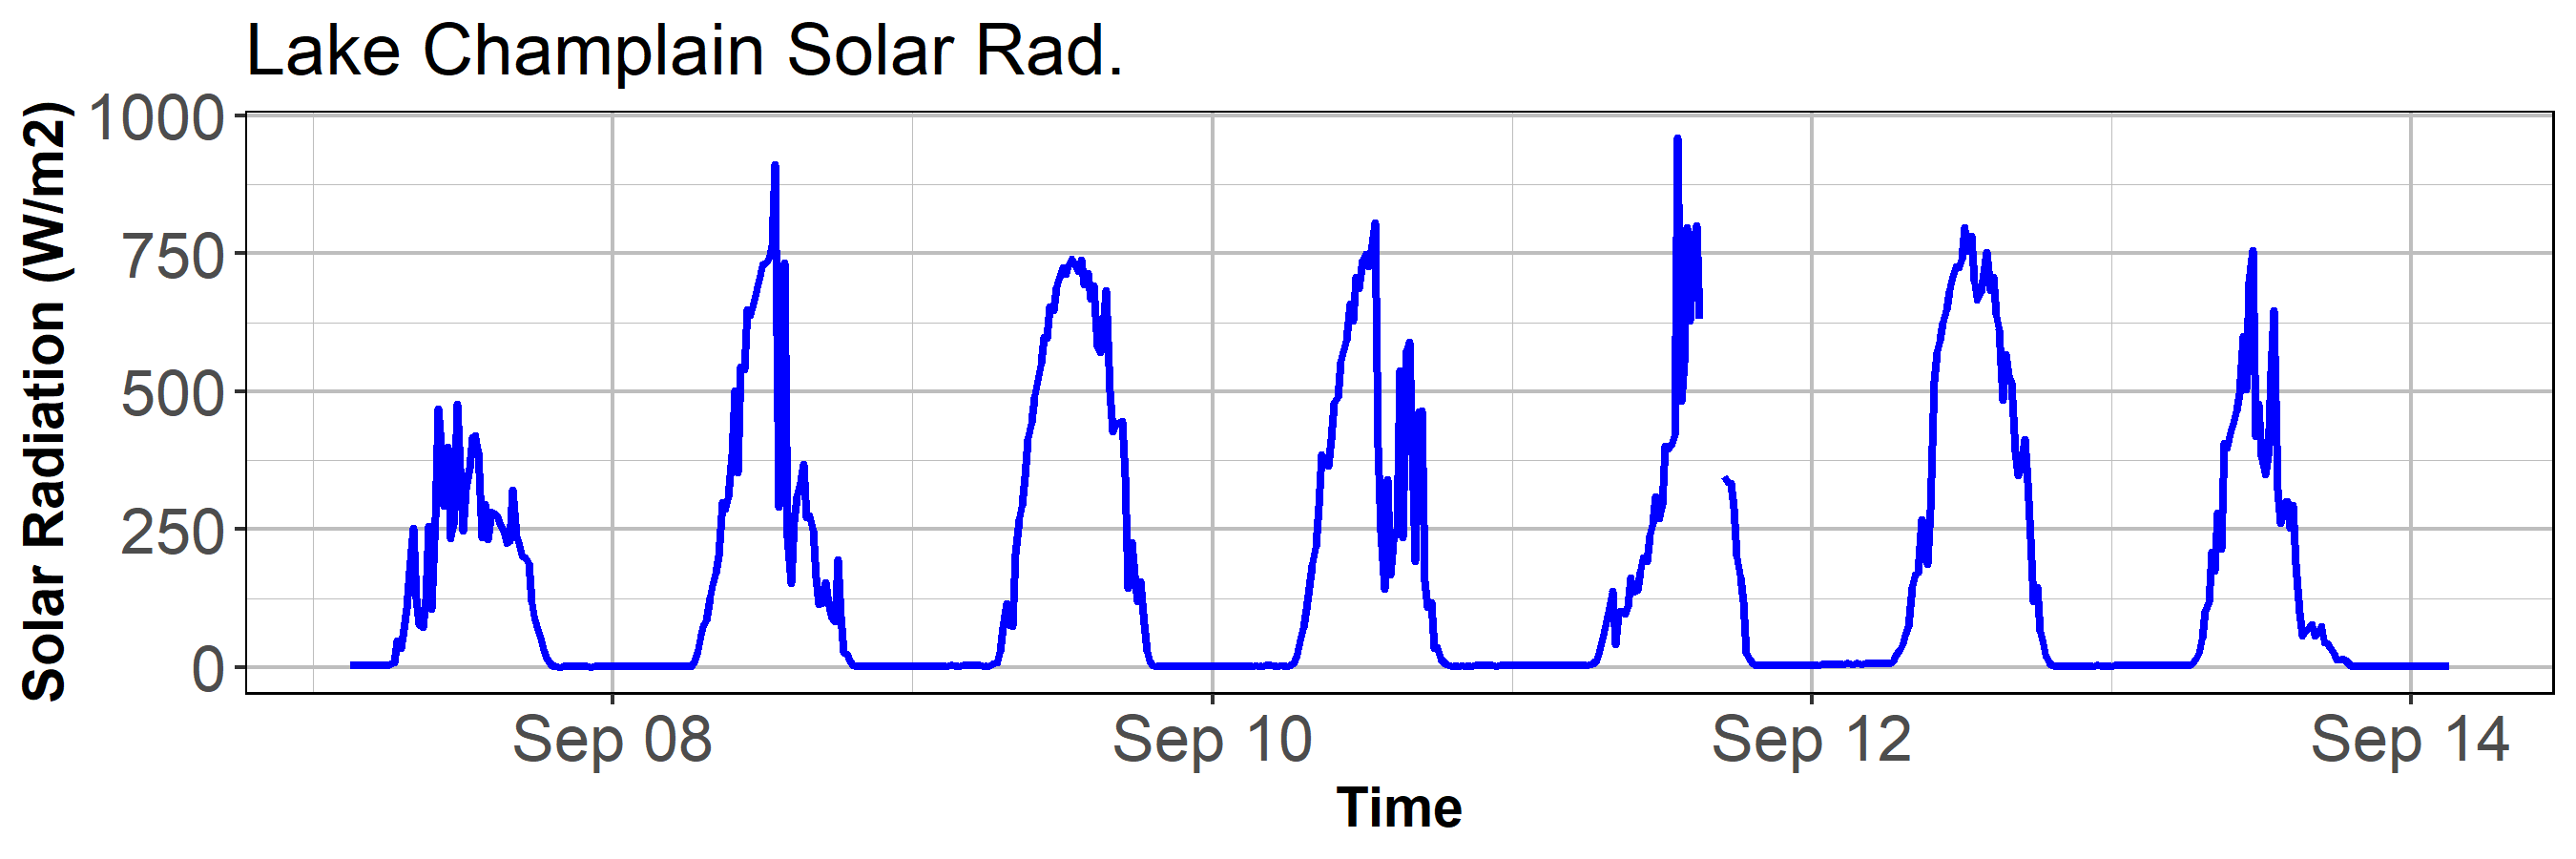 Lake Champlain Solar Rad.
Solar Radiation (W/m2)
1000
750
500
250
0
Sep 08 Sep 10 Sep 12 Sep 14
Time